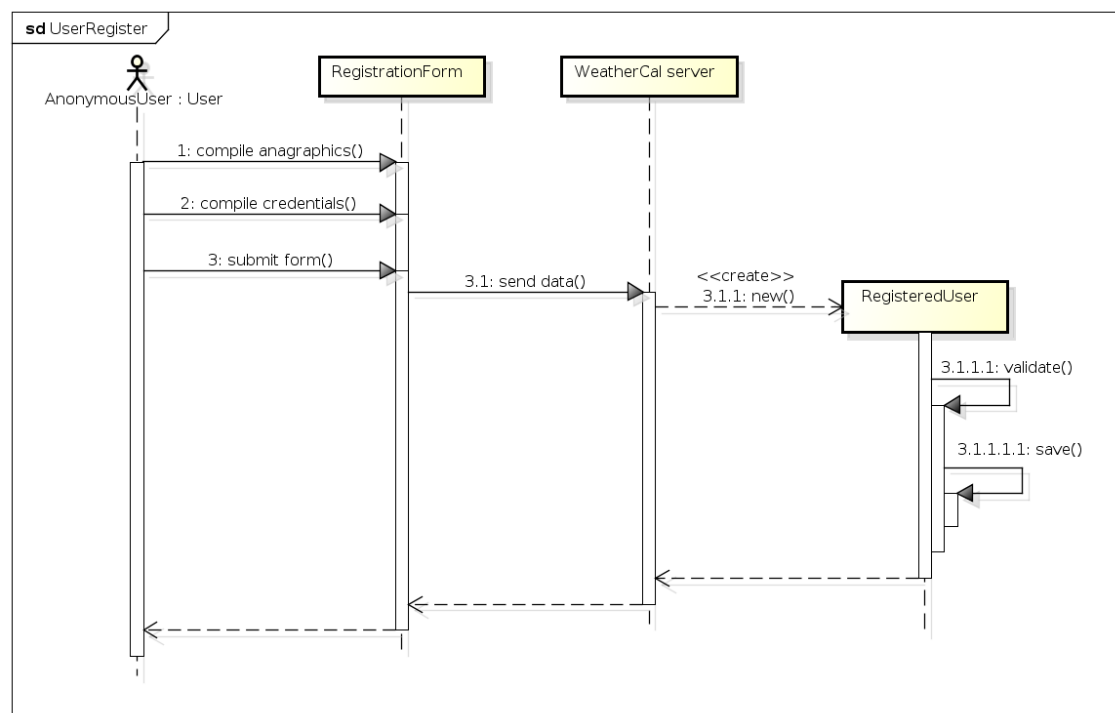 sd UserRegister
AnonymousUser : User
RegistrationForm
WeatherCal server
1: compile anagraphics()
2: compile credentials()
3: submit form()
3.1: send data()
<<create>>
3.1.1: new()
RegisteredUser
3.1.1.1: validate()
3.1.1.1.1: save()